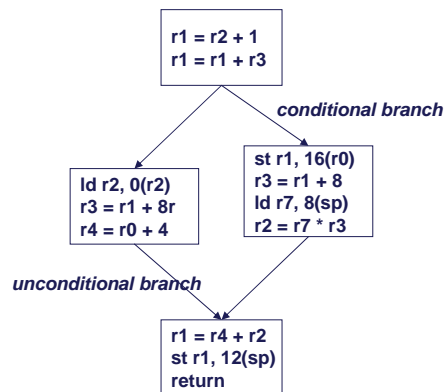 r1 = r2 + 1
r1 = r1 + r3
conditional branch
ld r2, 0(r2)
r3 = r1 + 8r
r4 = r0 + 4
st r1, 16(r0)
r3 = r1 + 8
ld r7, 8(sp)
r2 = r7 * r3
unconditional branch
r1 = r4 + r2
st r1, 12(sp)
return